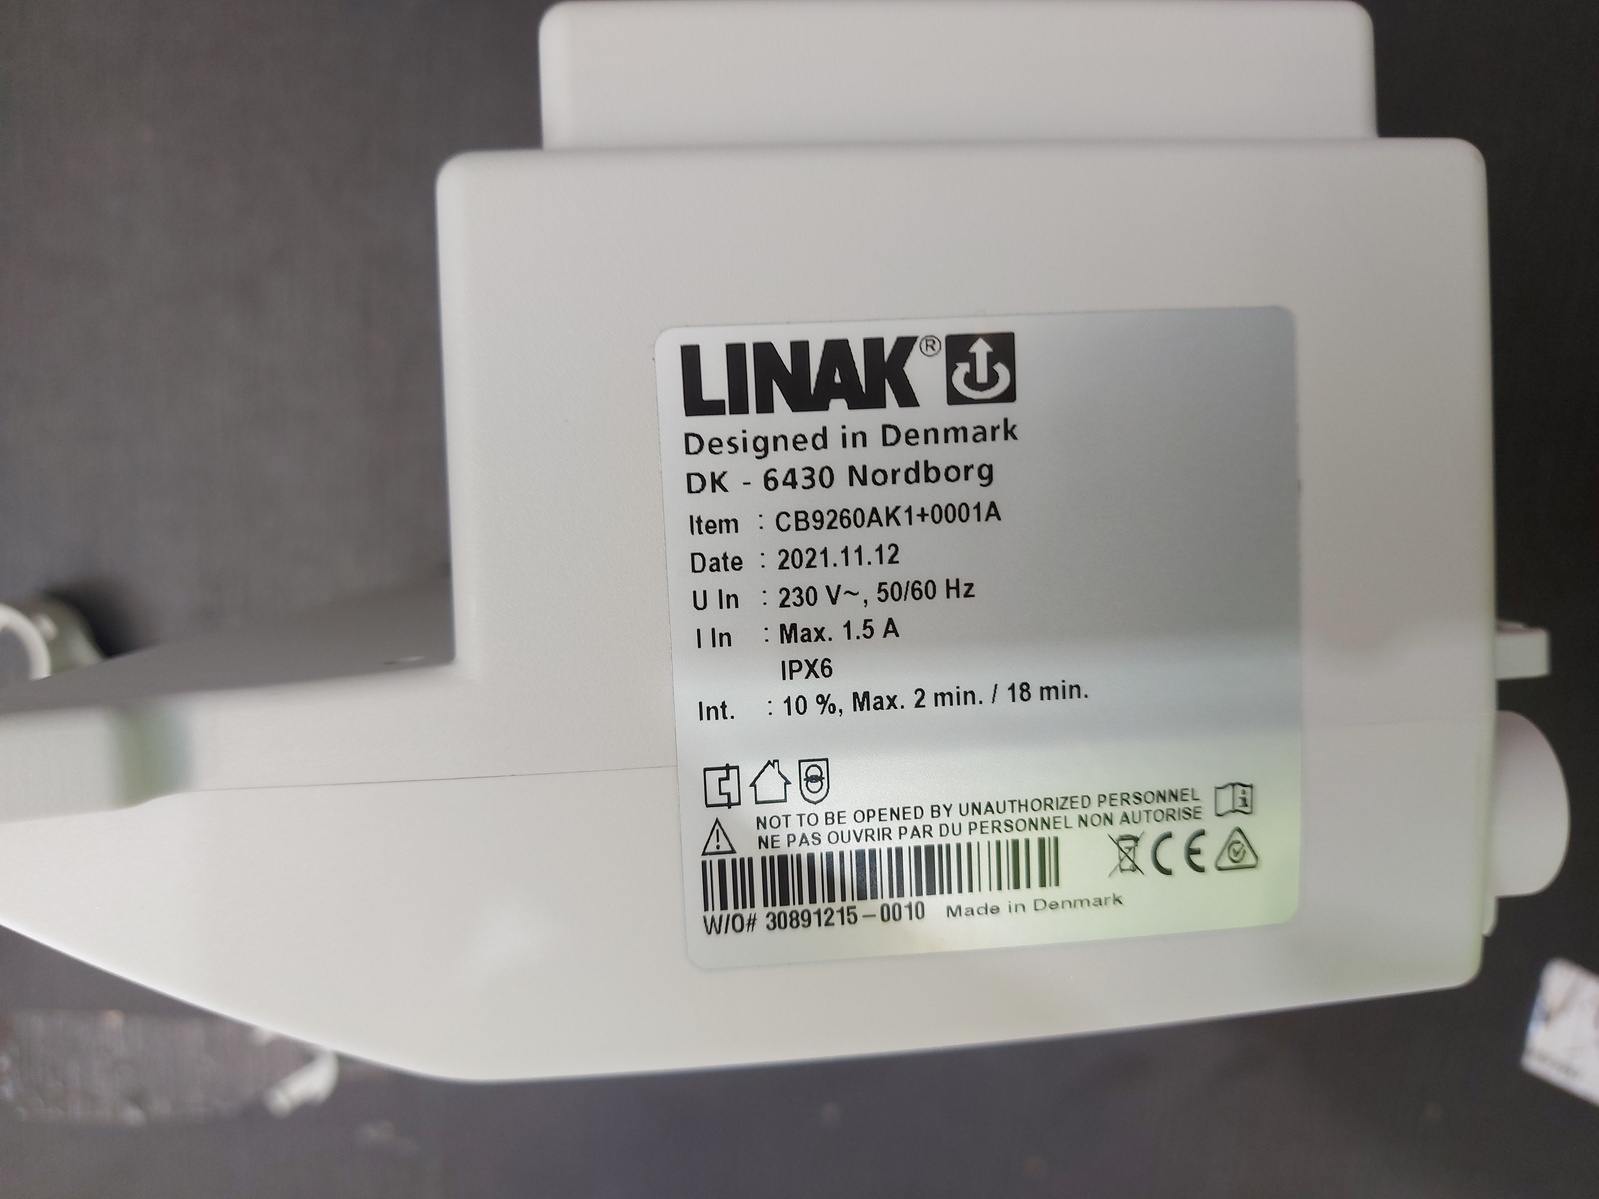 LINAK®
Designed in Denmark
DK - 6430 Nordborg
Item : CB9260AK1+0001A
Date : 2021.11.12
U In : 230 V~, 50/60 Hz
I In : Max. 1.5 A
IPX6
Int. : 10 %, Max. 2 min. / 18 min.
NOT TO BE OPENED BY UNAUTHORIZED PERSONNEL
NE PAS OUVRIR PAR DU PERSONNEL NON AUTORISE
CE
W/O# 30891215-0010 Made in Denmark